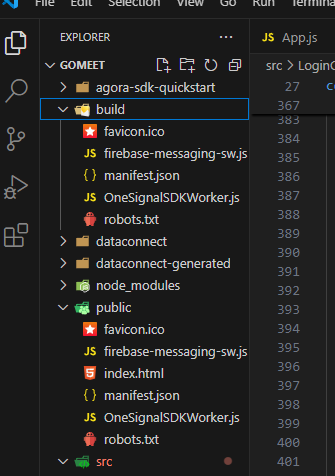 File Edit Selection View Go Run Terminal
EXPLORER
App.js
GOMEET
src > LoginC
agora-sdk-quickstart
27
367
build
383
favicon.ico
384
JS firebase-messaging-sw.js
385
{ } manifest.json
386
387
JS OneSignalSDKWorker.js
388
robots.txt
389
dataconnect
390
dataconnect-generated
391
node_modules
392
public
393
favicon.ico
394
JS firebase-messaging-sw.js
395
396
index.html
397
{ } manifest.json
398
JS OneSignalSDKWorker.js
399
robots.txt
400
src
401